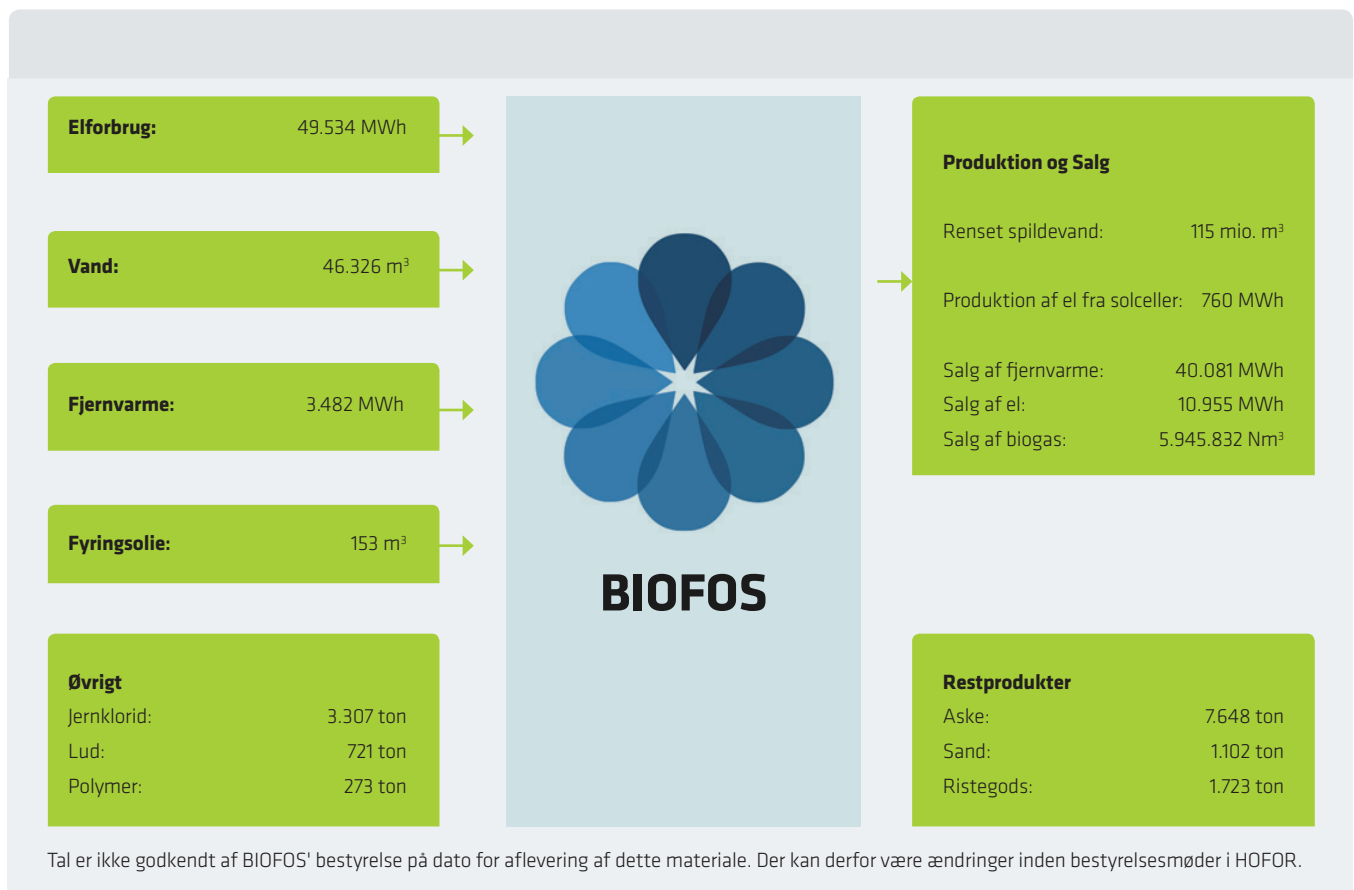 Elforbrug: 49.534 MWh
Vand: 46.326 m³
Fjernvarme: 3.482 MWh
Fyringsolie: 153 m³
Øvrigt
Jernklorid: 3.307 ton
Lud: 721 ton
Polymer: 273 ton
BIOFOS
Produktion og Salg
Renset spildevand: 115 mio. m³
Produktion af el fra solceller: 760 MWh
Salg af fjernvarme: 40.081 MWh
Salg af el: 10.955 MWh
Salg af biogas: 5.945.832 Nm³
Restprodukter
Aske: 7.648 ton
Sand: 1.102 ton
Ristegods: 1.723 ton
Tal er ikke godkendt af BIOFOS' bestyrelse på dato for aflevering af dette materiale. Der kan derfor være ændringer inden bestyrelsesmøder i HOFOR.